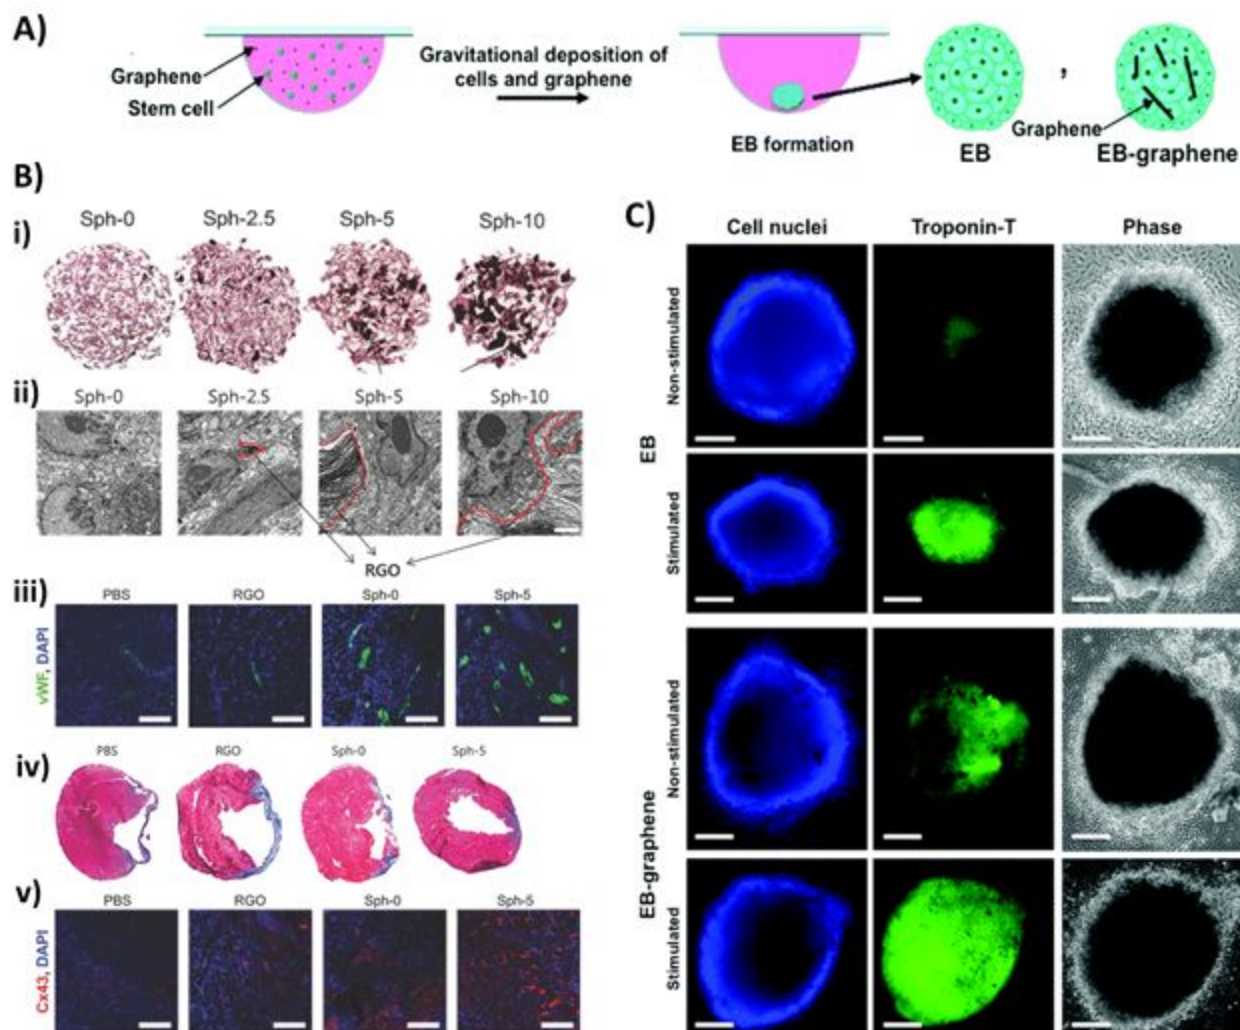 A)
Graphene
Stem cell
Gravitational deposition of
cells and graphene
EB formation
,
Graphene
EB
EB-graphene
B)
i)
Sph-0 Sph-2.5 Sph-5 Sph-10
ii)
Sph-0 Sph-2.5 Sph-5 Sph-10
RGO
iii)
PBS RGO Sph-0 Sph-5
vWF, DAPI
iv)
PBS RGO Sph-0 Sph-5
v)
PBS RGO Sph-0 Sph-5
Cx43, DAPI
C)
Cell nuclei Troponin-T Phase
EB
Non-stimulated
Stimulated
EB-graphene
Non-stimulated
Stimulated